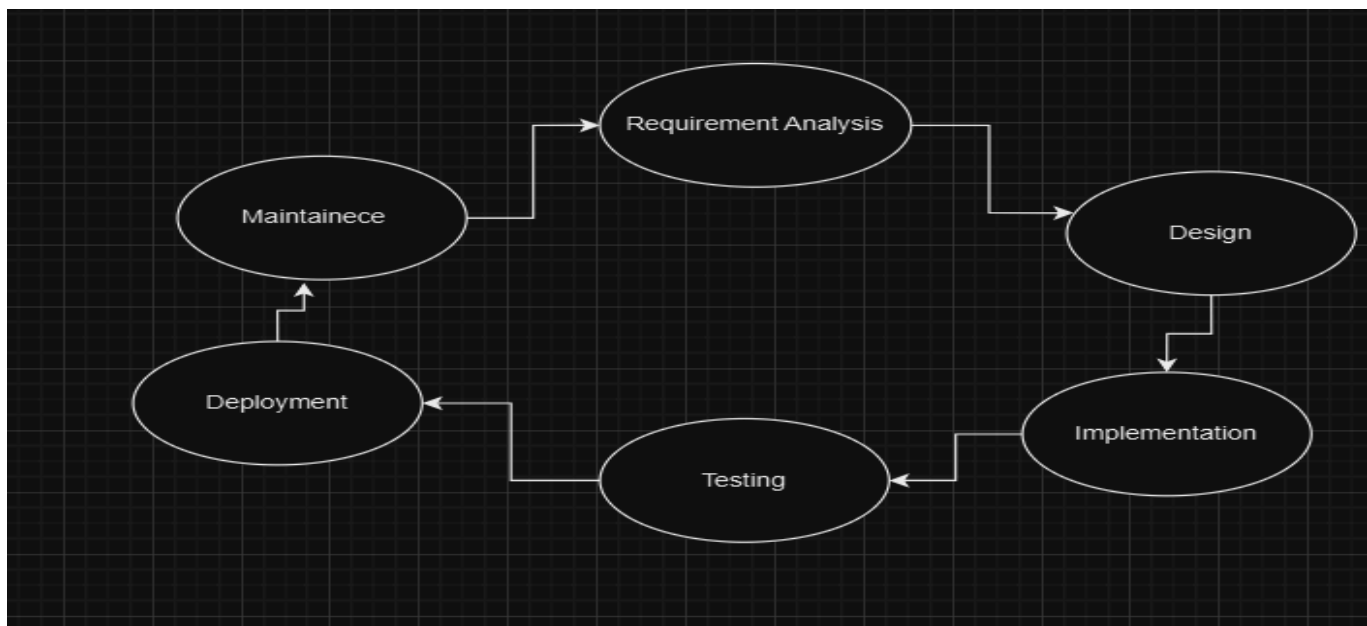 Requirement Analysis
Maintainece
Design
Deployment
Implementation
Testing